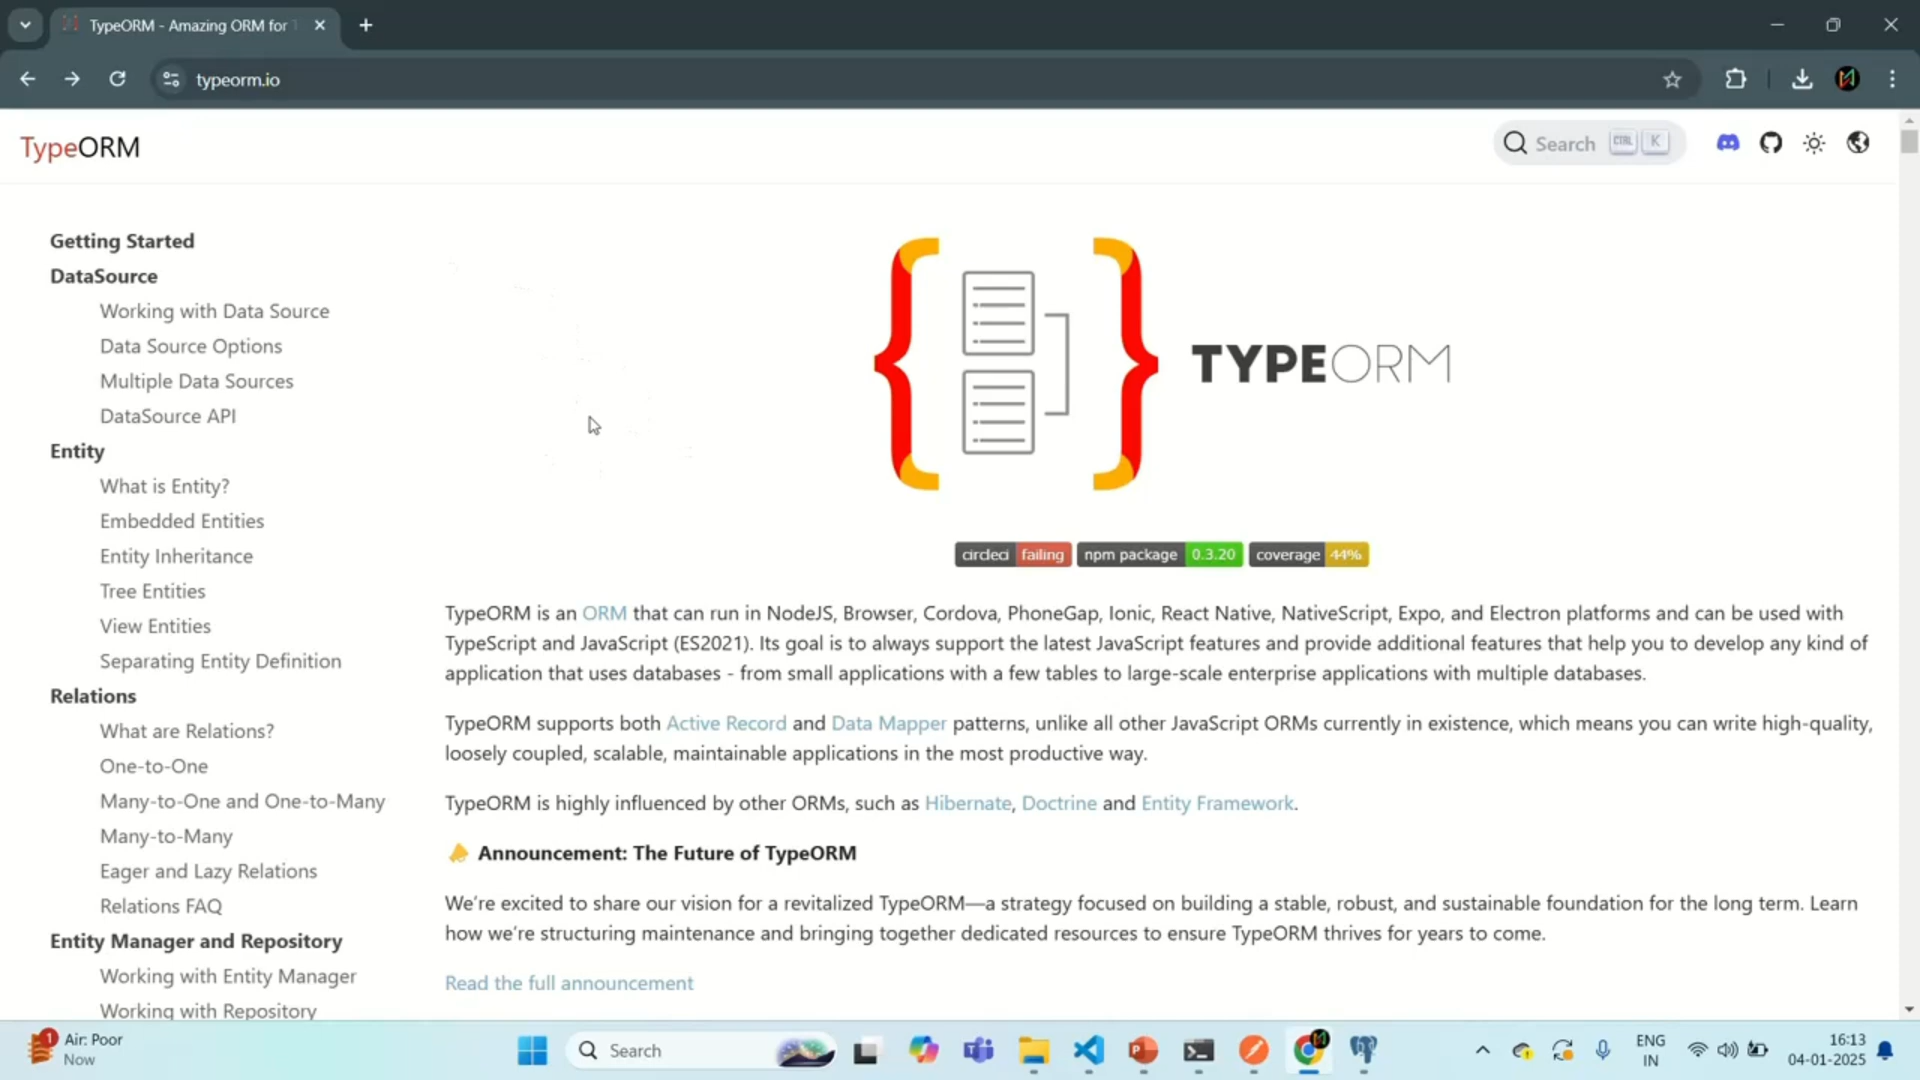 TypeORM - Amazing ORM for
typeorm.io
TypeORM
Search CTRL K
Getting Started
DataSource
Working with Data Source
Data Source Options
Multiple Data Sources
DataSource API
Entity
What is Entity?
Embedded Entities
Entity Inheritance
Tree Entities
View Entities
Separating Entity Definition
Relations
What are Relations?
One-to-One
Many-to-One and One-to-Many
Many-to-Many
Eager and Lazy Relations
Relations FAQ
Entity Manager and Repository
Working with Entity Manager
Working with Repository
TYPEORM
circleci failing npm package 0.3.20 coverage 44%
TypeORM is an ORM that can run in NodeJS, Browser, Cordova, PhoneGap, Ionic, React Native, NativeScript, Expo, and Electron platforms and can be used with
TypeScript and JavaScript (ES2021). Its goal is to always support the latest JavaScript features and provide additional features that help you to develop any kind of
application that uses databases - from small applications with a few tables to large-scale enterprise applications with multiple databases.
TypeORM supports both Active Record and Data Mapper patterns, unlike all other JavaScript ORMs currently in existence, which means you can write high-quality,
loosely coupled, scalable, maintainable applications in the most productive way.
TypeORM is highly influenced by other ORMs, such as Hibernate, Doctrine and Entity Framework.
Announcement: The Future of TypeORM
We're excited to share our vision for a revitalized TypeORM—a strategy focused on building a stable, robust, and sustainable foundation for the long term. Learn
how we're structuring maintenance and bringing together dedicated resources to ensure TypeORM thrives for years to come.
Read the full announcement
1
Air: Poor
Now
Search
ENG
IN
16:13
04-01-2025